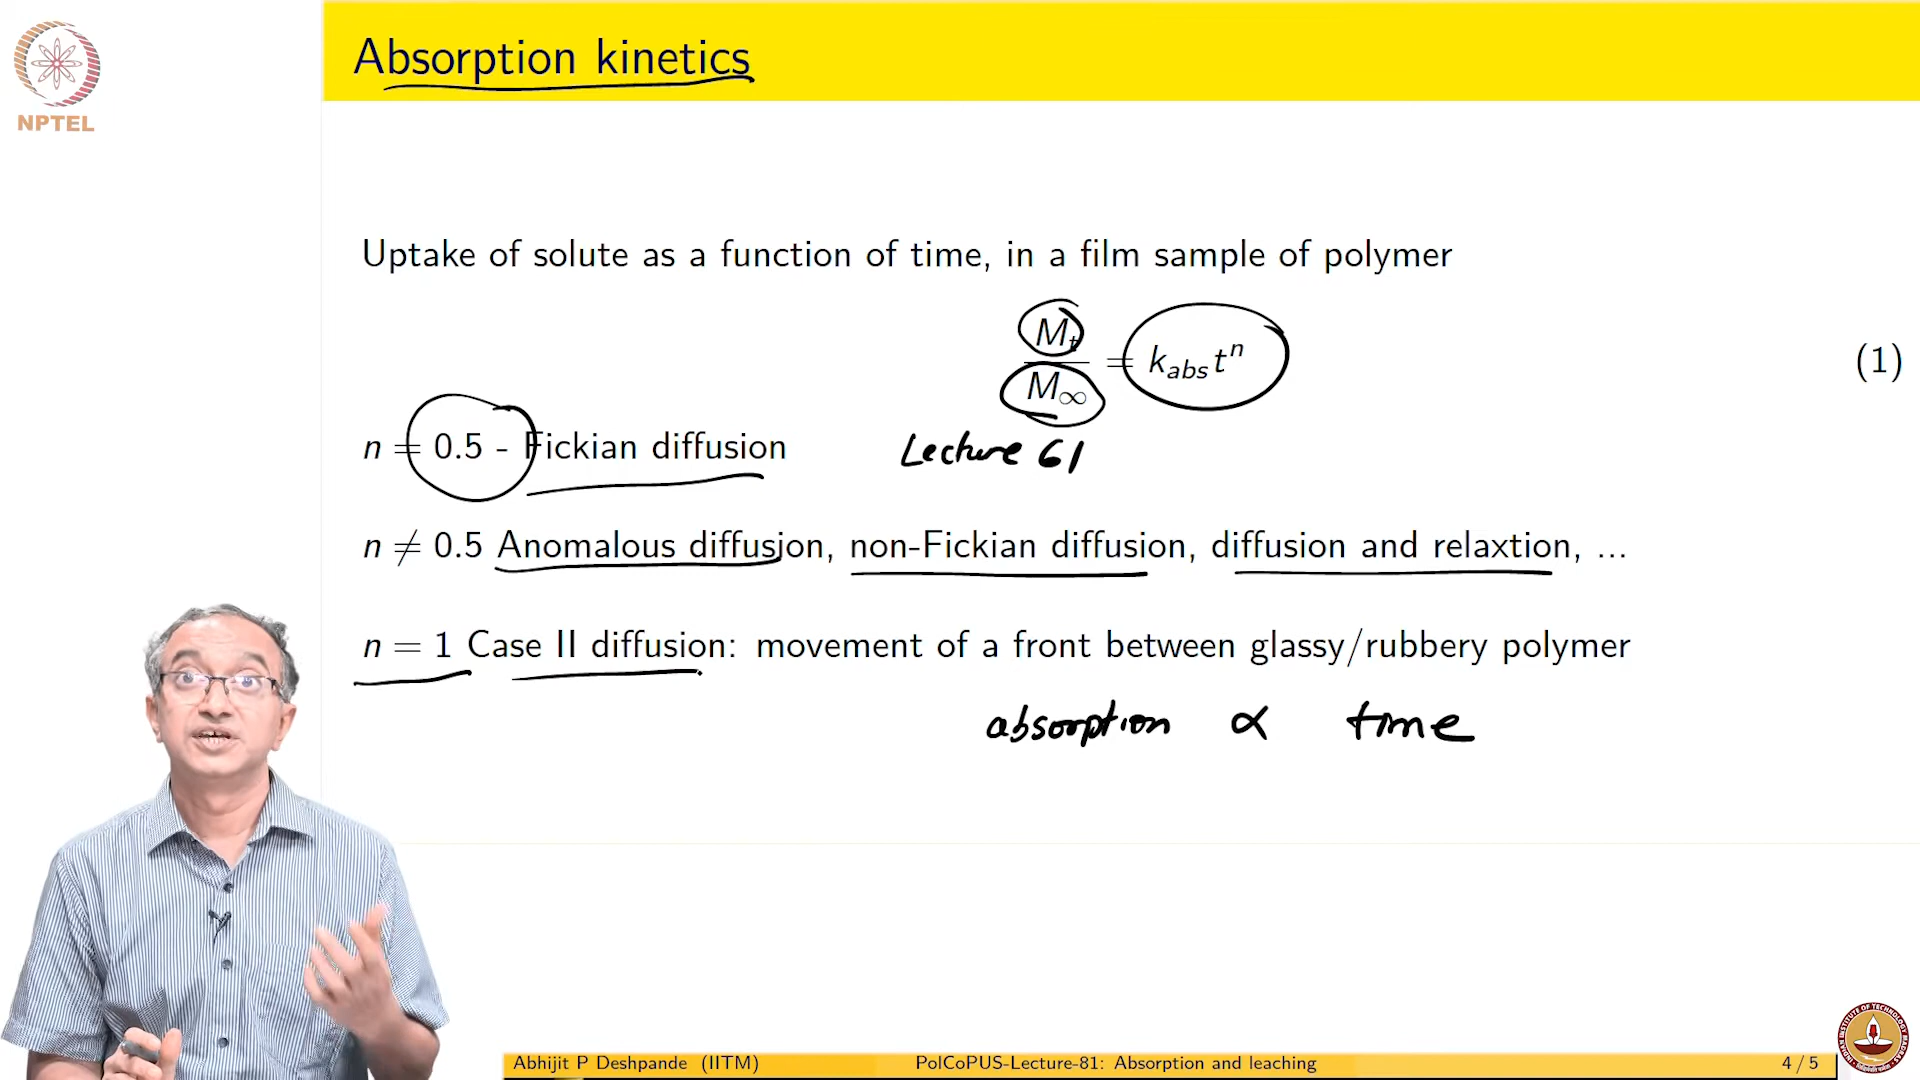 Absorption kinetics
NPTEL
Uptake of solute as a function of time, in a film sample of polymer
M_t / M_∞ = k_abs t^n (1)
n = 0.5 - Fickian diffusion
Lecture 61
n ≠ 0.5 Anomalous diffusion, non-Fickian diffusion, diffusion and relaxtion, ...
n = 1 Case II diffusion: movement of a front between glassy/rubbery polymer
absorption ∝ time
Abhijit P Deshpande (IITM) PolCoPUS-Lecture-81: Absorption and leaching 4 / 5